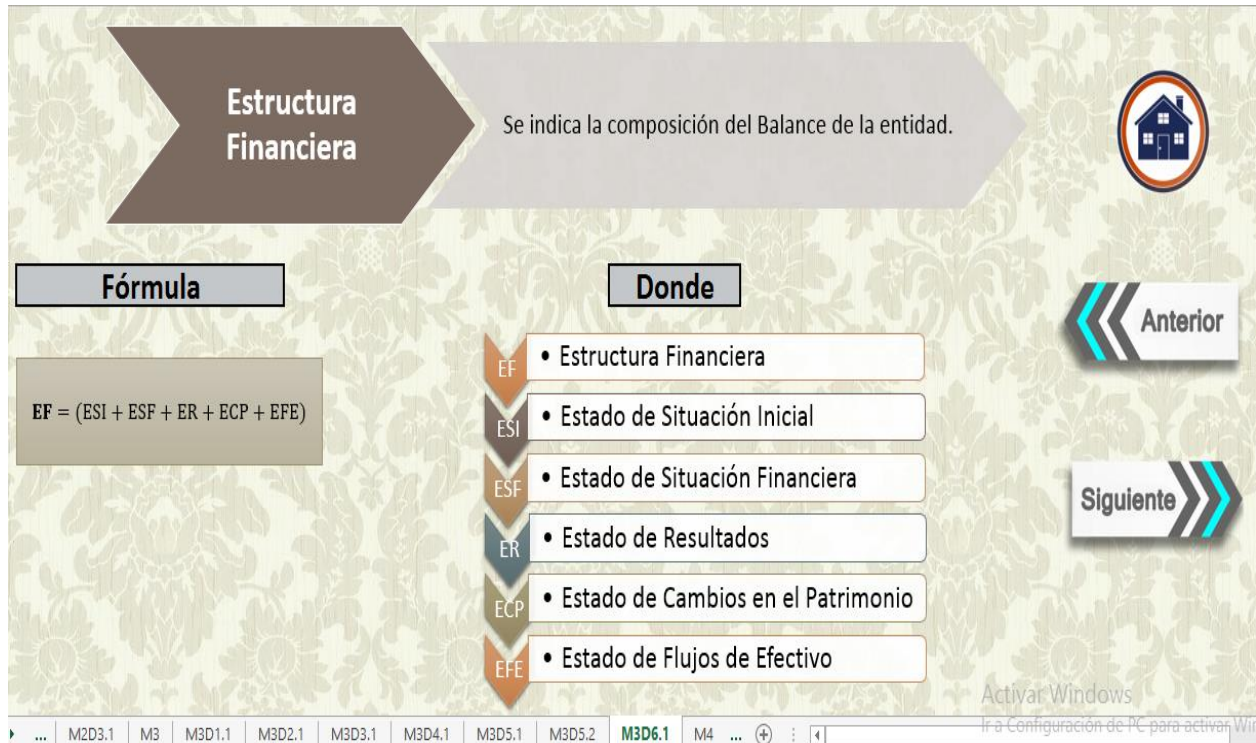 Estructura
Financiera
Se indica la composición del Balance de la entidad.
Fórmula
Donde
Anterior
EF = (ESI + ESF + ER + ECP + EFE)
EF • Estructura Financiera
ESI • Estado de Situación Inicial
ESF • Estado de Situación Financiera
ER • Estado de Resultados
ECP • Estado de Cambios en el Patrimonio
EFE • Estado de Flujos de Efectivo
Siguiente
Activar Windows
Ir a Configuración de PC para activar Win
... M2D3.1 M3 M3D1.1 M3D2.1 M3D3.1 M3D4.1 M3D5.1 M3D5.2 M3D6.1 M4 ...